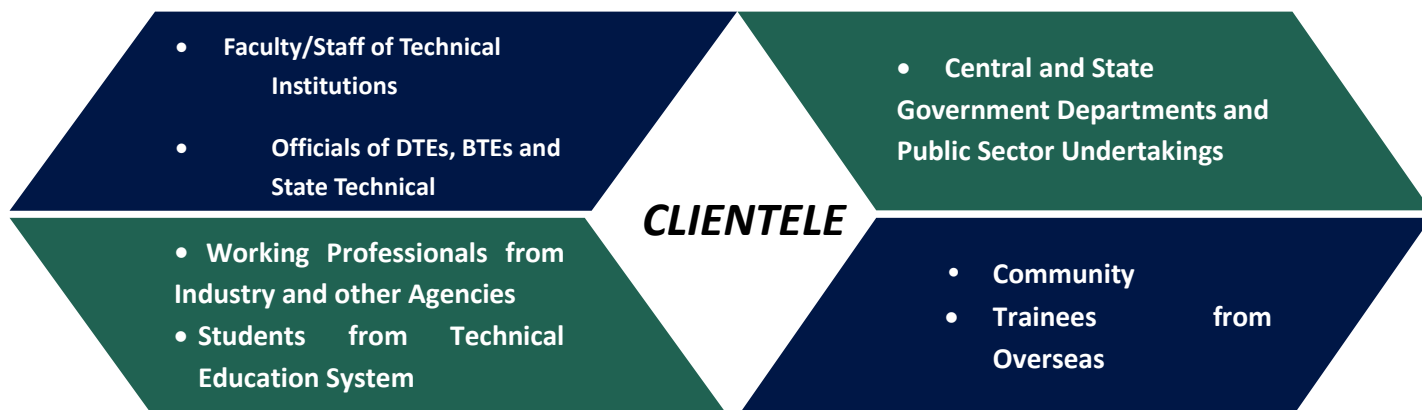 • Faculty/Staff of Technical
Institutions
• Officials of DTEs, BTEs and
State Technical
• Central and State
Government Departments and
Public Sector Undertakings
CLIENTELE
• Working Professionals from
Industry and other Agencies
• Students from Technical
Education System
• Community
• Trainees from
Overseas